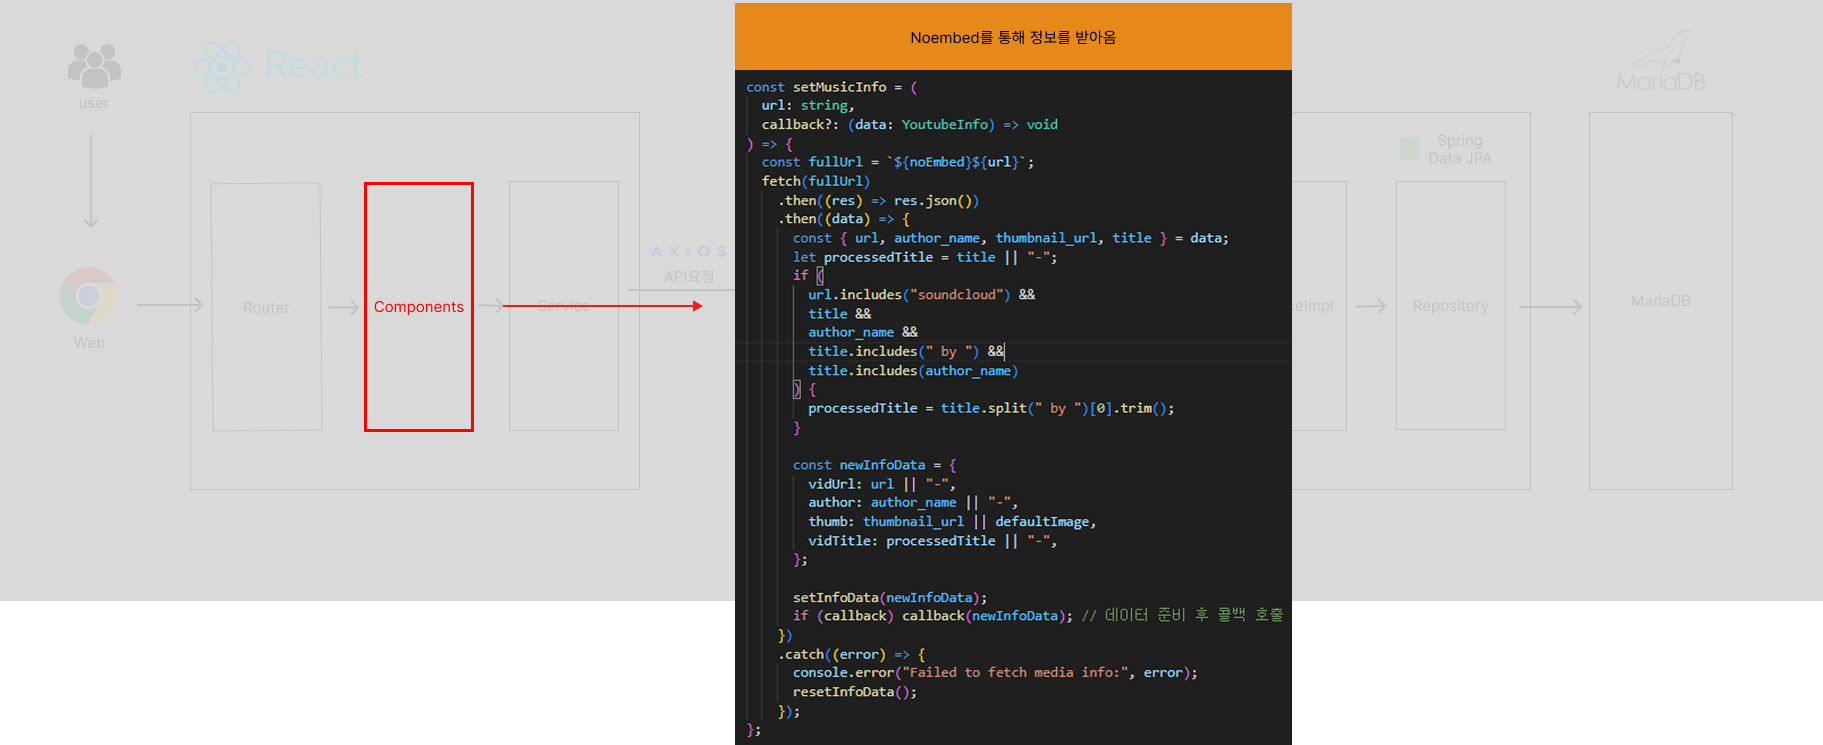 user
React
Web
Router
Components
Service
AXIOS
API요청
Noembed를 통해 정보를 받아옴
const setMusicInfo = (
url: string,
callback?: (data: YoutubeInfo) => void
) => {
const fullUrl = `${noEmbed}${url}`;
fetch(fullUrl)
.then((res) => res.json())
.then((data) => {
const { url, author_name, thumbnail_url, title } = data;
let processedTitle = title || "-";
if (
url.includes("soundcloud") &&
title &&
author_name &&
title.includes(" by ") &&
title.includes(author_name)
) {
processedTitle = title.split(" by ")[0].trim();
}
const newInfoData = {
vidUrl: url || "-",
author: author_name || "-",
thumb: thumbnail_url || defaultImage,
vidTitle: processedTitle || "-",
};
setInfoData(newInfoData);
if (callback) callback(newInfoData); // 데이터 준비 후 콜백 호출
})
.catch((error) => {
console.error("Failed to fetch media info:", error);
resetInfoData();
});
};
ceImpl
Spring
Data JPA
Repository
MariaDB
MariaDB